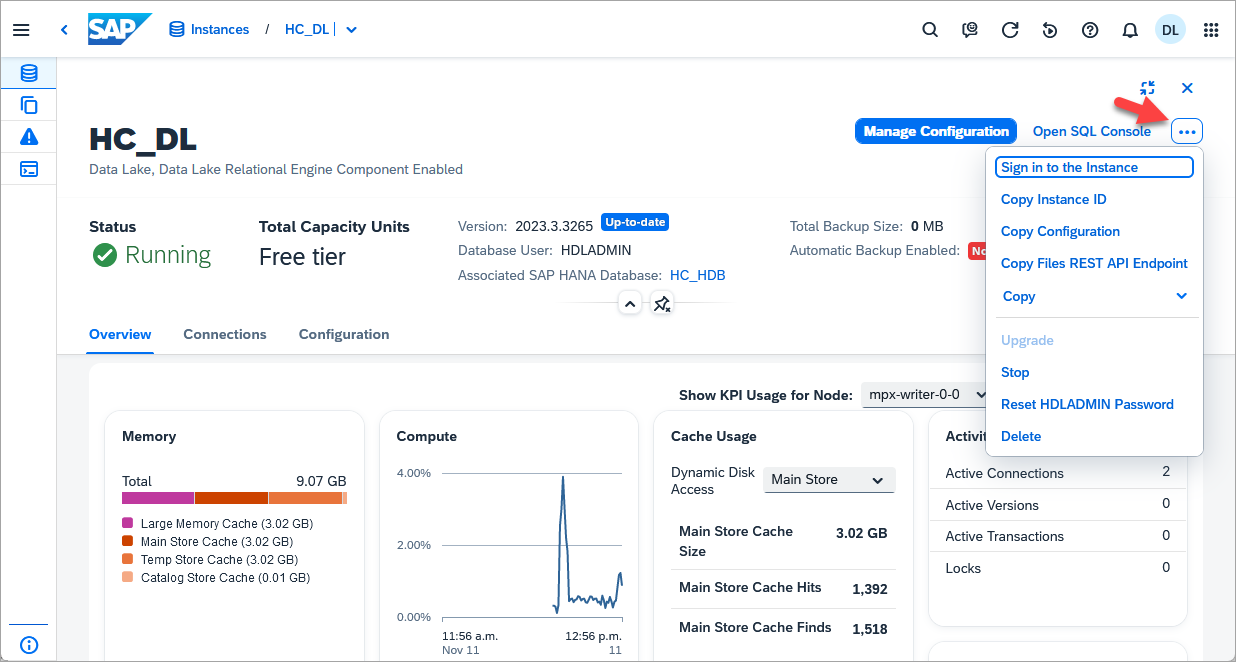 SAP Instances / HC_DL DL
HC_DL
Manage Configuration Open SQL Console
Data Lake, Data Lake Relational Engine Component Enabled
Sign in to the Instance
Copy Instance ID
Copy Configuration
Copy Files REST API Endpoint
Copy
Upgrade
Stop
Reset HDLADMIN Password
Delete
Status
Running
Total Capacity Units
Free tier
Version: 2023.3.3265 Up-to-date
Database User: HDLADMIN
Associated SAP HANA Database: HC_HDB
Total Backup Size: 0 MB
Automatic Backup Enabled: No
Overview Connections Configuration
Show KPI Usage for Node: mpx-writer-0-0
Memory
Total 9.07 GB
Large Memory Cache (3.02 GB)
Main Store Cache (3.02 GB)
Temp Store Cache (3.02 GB)
Catalog Store Cache (0.01 GB)
Compute
4.00%
2.00%
0.00%
11:56 a.m. 12:56 p.m.
Nov 11 11
Cache Usage
Dynamic Disk
Access
Main Store
Main Store Cache
Size
3.02 GB
Main Store Cache Hits 1,392
Main Store Cache Finds 1,518
Active Connections 2
Active Versions 0
Active Transactions 0
Locks 0